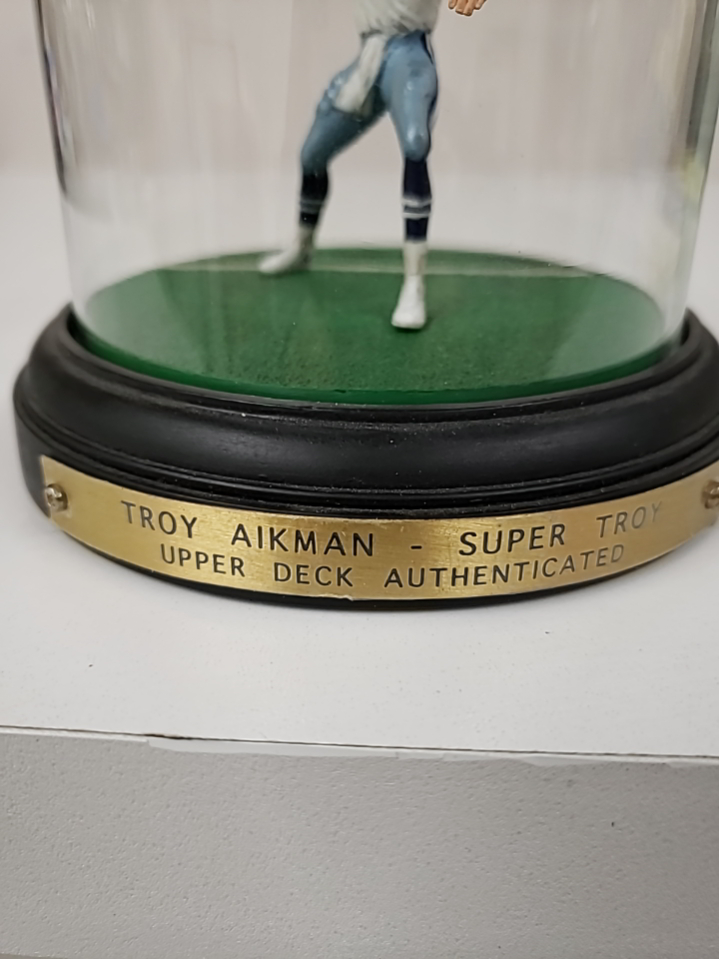 TROY AIKMAN - SUPER TROY
UPPER DECK AUTHENTICATED